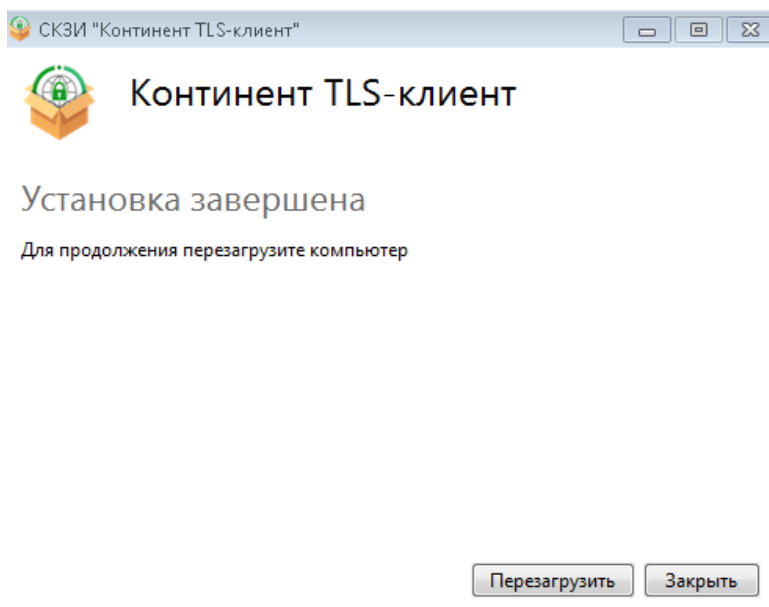 СКЗИ "Континент TLS-клиент"
Континент TLS-клиент
Установка завершена
Для продолжения перезагрузите компьютер
Перезагрузить
Закрыть